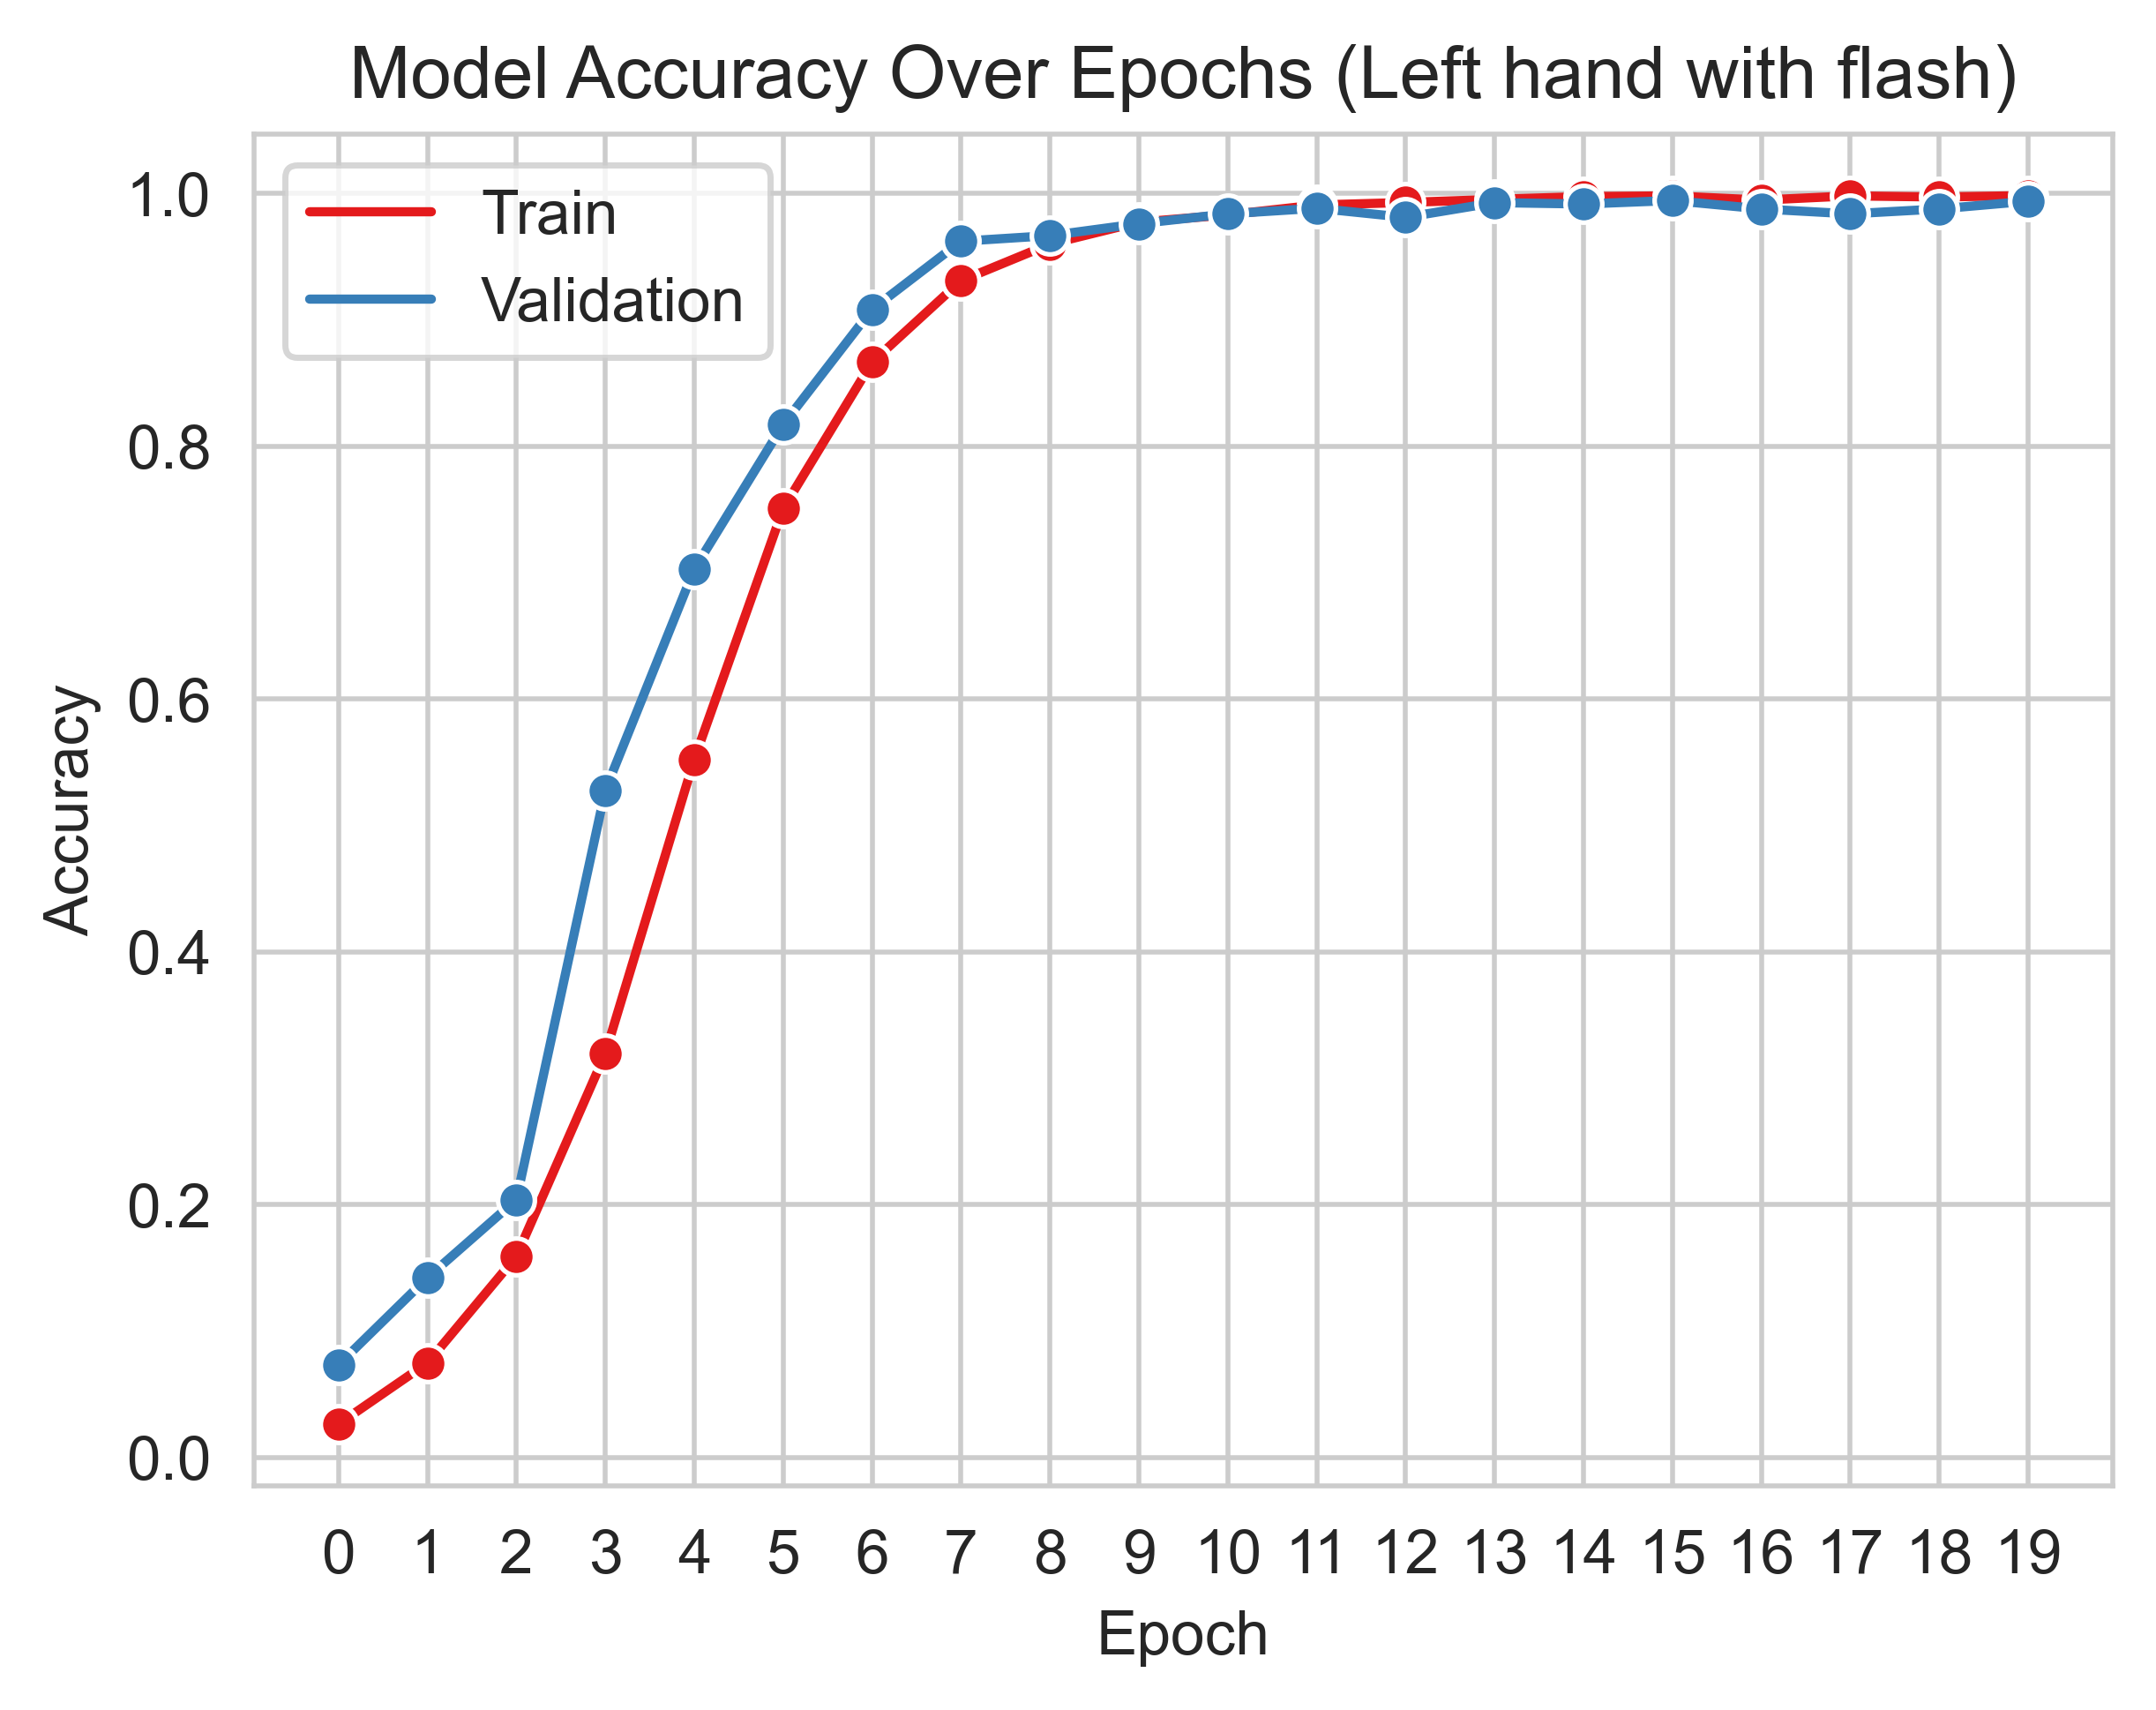 Model Accuracy Over Epochs (Left hand with flash)
Train
Validation
1.0
0.8
0.6
0.4
0.2
0.0
Accuracy
0 1 2 3 4 5 6 7 8 9 10 11 12 13 14 15 16 17 18 19
Epoch